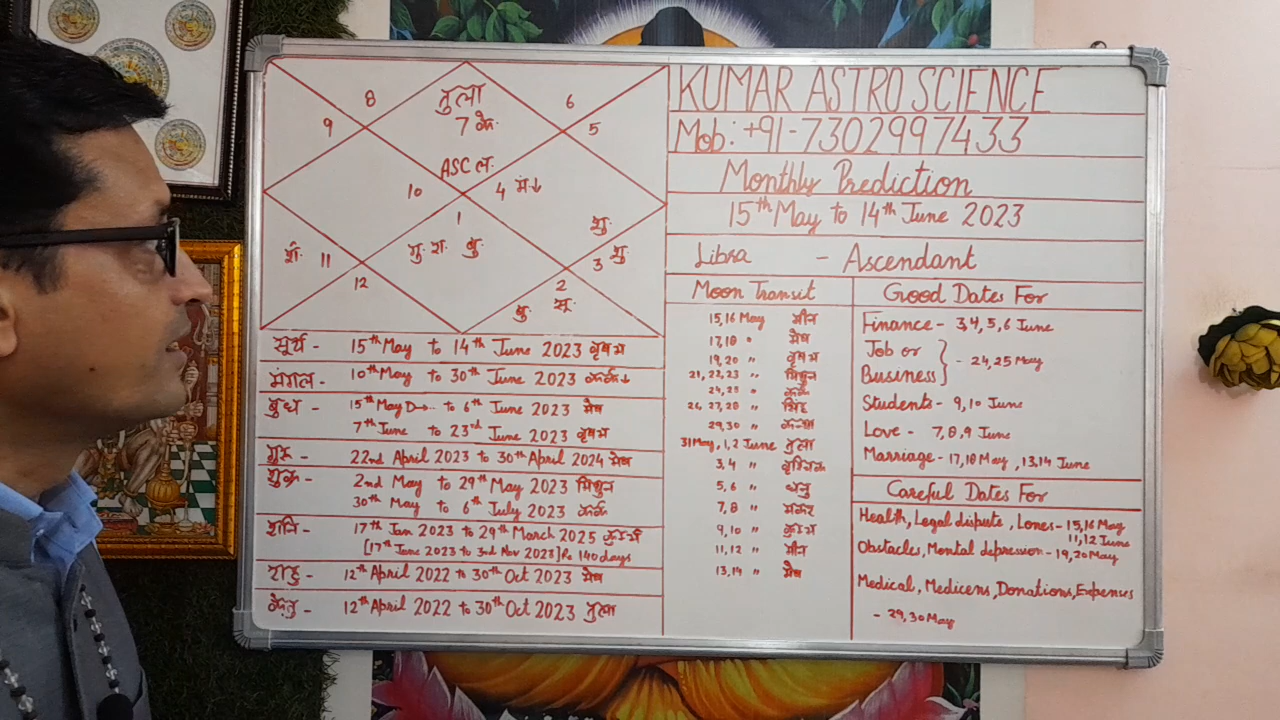 8
तुला
6
9
7 के.
5
ASC ल.
10
4 मं↓
1
शु.
श. 11
गु. रा. बु
3
शु
12
2
बु.
सू.
KUMAR ASTRO SCIENCE
Mob: +91-7302997433
Monthly Prediction
15th May to 14th June 2023
Libra - Ascendant
सूर्य - 15th May to 14th June 2023 वृषभ
मंगल - 10th May to 30th June 2023 कर्क↓
बुध - 15th May D→... to 6th June 2023 मेष
7th June to 23rd June 2023 वृषभ
गुरु - 22nd April 2023 to 30th April 2024 मेष
शुक्र - 2nd May to 29th May 2023 मिथुन
30th May to 6th July 2023 कर्क
शनि - 17th Jan 2023 to 29th March 2025 कुम्भ
[17th June 2023 to 3rd Nov 2023] R 140 days
राहु - 12th April 2022 to 30th Oct 2023 मेष
केतु - 12th April 2022 to 30th Oct 2023 तुला
Moon Transit
15,16 May मीन
17,18 " मेष
19,20 " वृषभ
21,22,23 " मिथुन
24,25 " कर्क
26,27,28 " सिंह
29,30 " कन्या
31 May, 1, 2 June तुला
3,4 " वृश्चिक
5,6 " धनु
7,8 " मकर
9,10 " कुम्भ
11,12 " मीन
13,14 " मेष
Good Dates For
Finance - 3,4,5,6 June
Job or
Business} - 24,25 May
Students - 9,10 June
Love - 7,8,9 June
Marriage - 17,18 May, 13,14 June
Careful Dates For
Health, Legal dispute, Lones - 15,16 May
11,12 June
Obstacles, Mental depression - 19,20 May
Medical, Medicens, Donations, Expenses
- 29,30 May